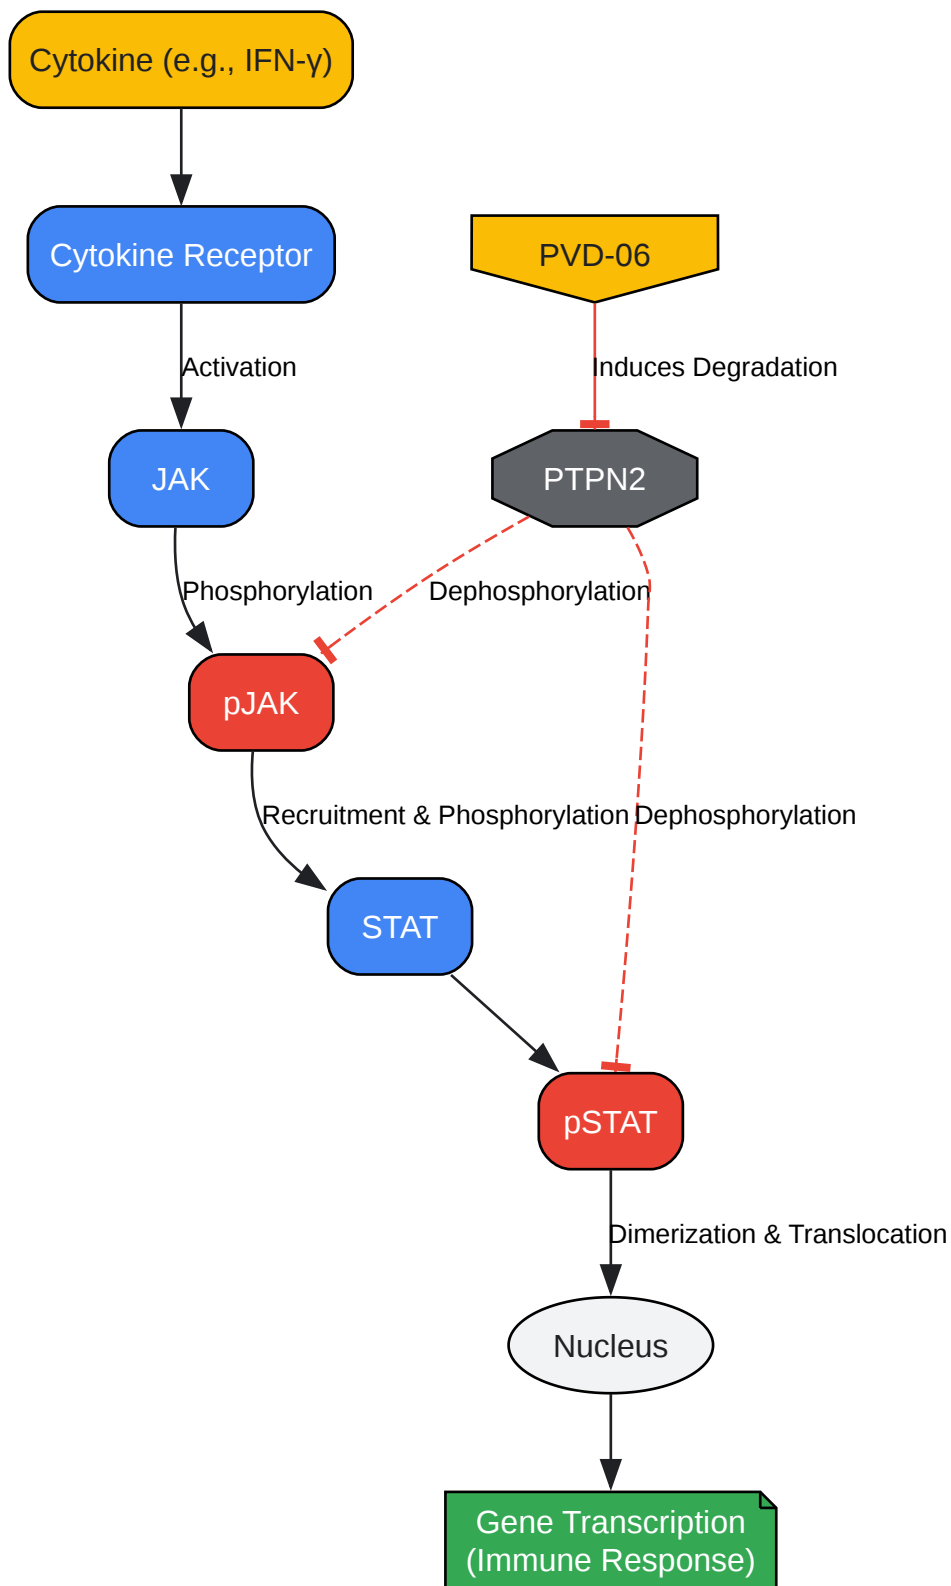 Cytokine (e.g., IFN-γ)
Cytokine Receptor
PVD-06
Activation
Induces Degradation
JAK
PTPN2
Phosphorylation
Dephosphorylation
pJAK
Recruitment & Phosphorylation
Dephosphorylation
STAT
pSTAT
Dimerization & Translocation
Nucleus
Gene Transcription
(Immune Response)